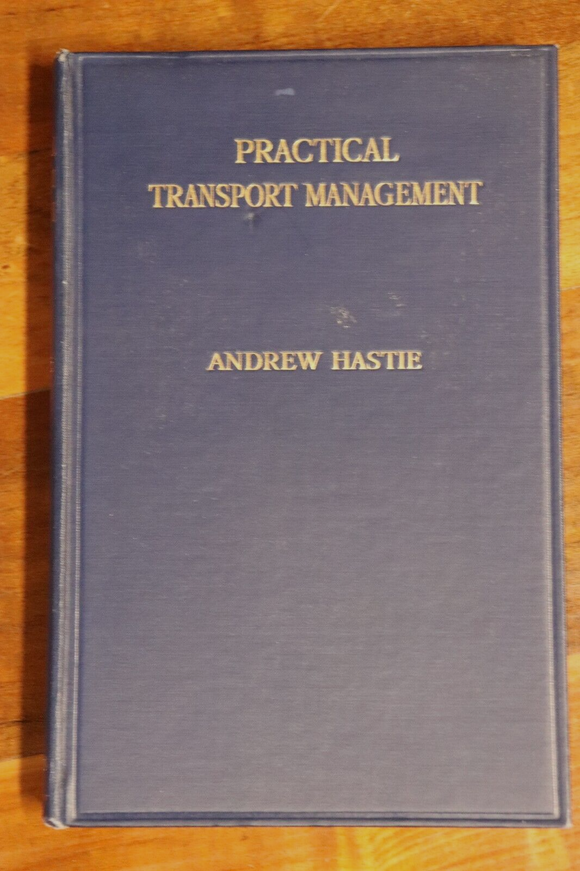 PRACTICAL
TRANSPORT MANAGEMENT
ANDREW HASTIE